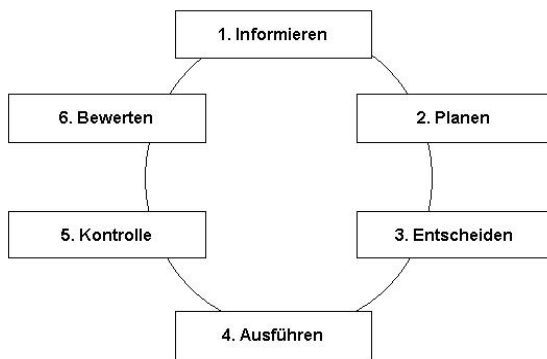 1. Informieren
2. Planen
3. Entscheiden
4. Ausführen
5. Kontrolle
6. Bewerten